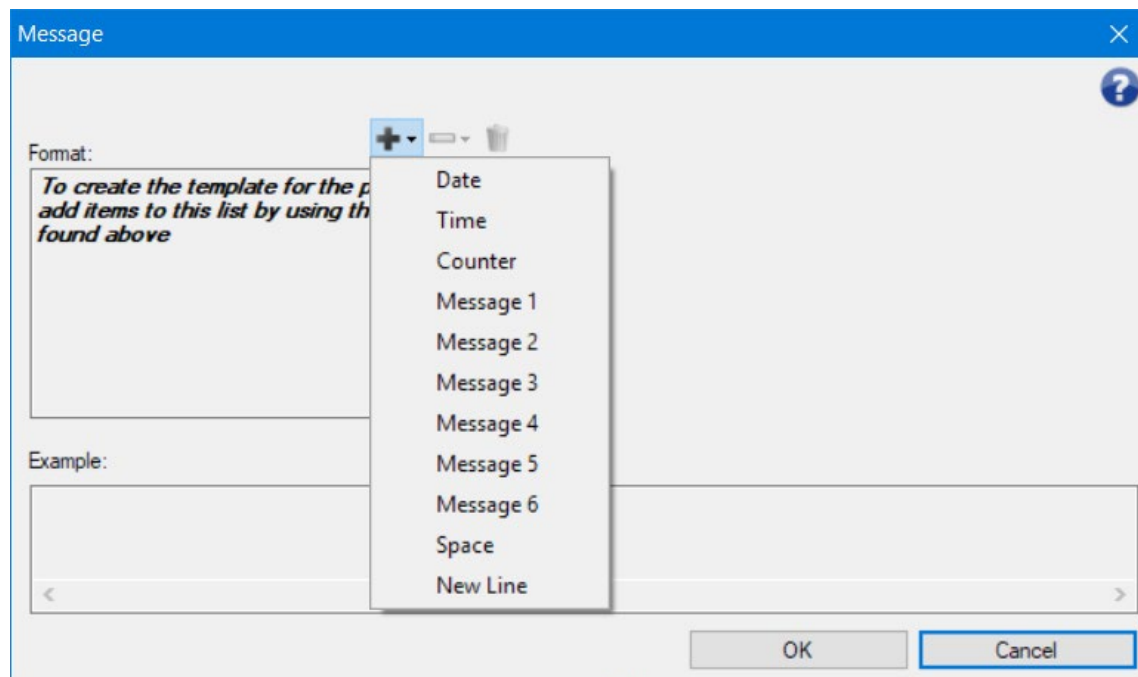 Message
Format:
To create the template for the p
add items to this list by using th
found above
Date
Time
Counter
Message 1
Message 2
Message 3
Message 4
Message 5
Message 6
Space
New Line
Example:
OK
Cancel